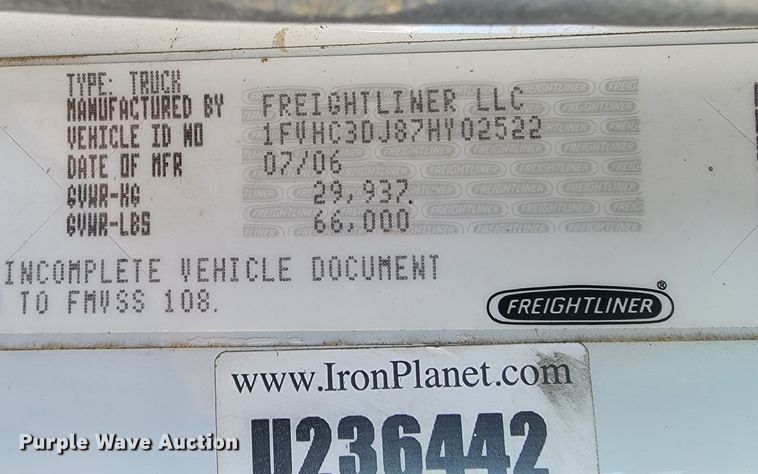 TYPE: TRUCK
MANUFACTURED BY FREIGHTLINER LLC
VEHICLE ID NO 1FVHC3DJ87HY02522
DATE OF MFR 07/06
GVWR-KG 29,937.
GVWR-LBS 66,000
INCOMPLETE VEHICLE DOCUMENT
TO FMVSS 108.
FREIGHTLINER®
www.IronPlanet.com
U236442
Purple Wave Auction